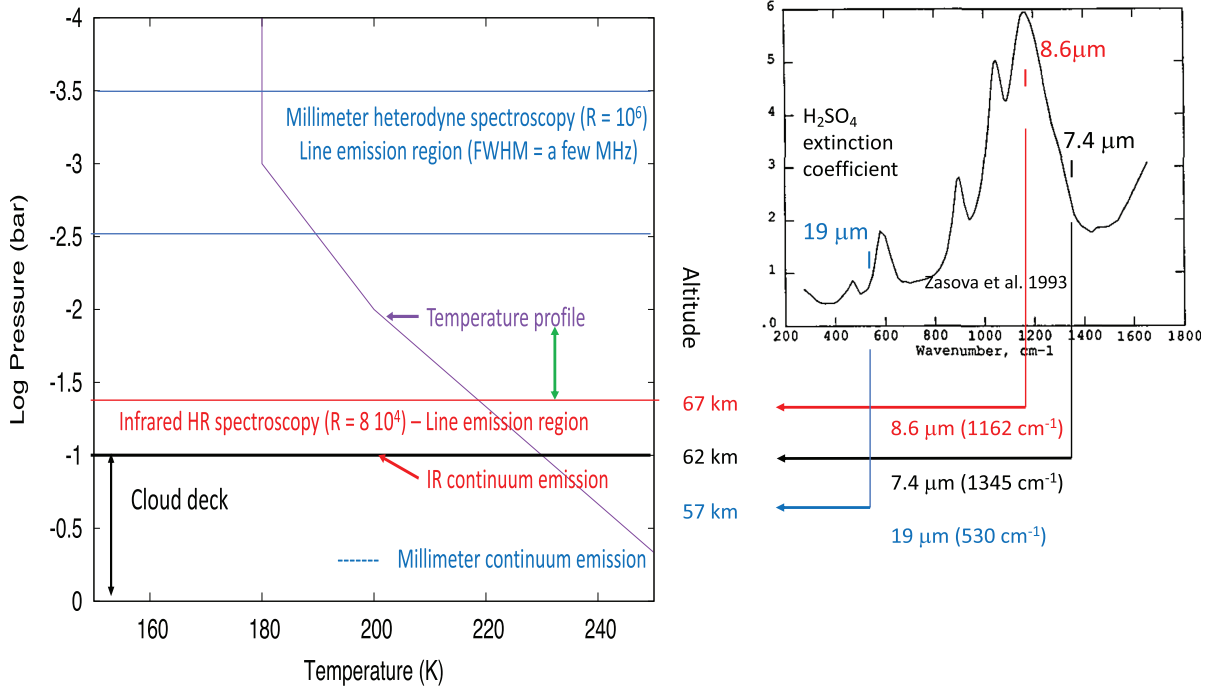 -4
-3.5
-3
-2.5
-2
-1.5
-1
-0.5
0
Log Pressure (bar)
160
180
200
220
240
Temperature (K)
Millimeter heterodyne spectroscopy (R = 10⁶)
Line emission region (FWHM = a few MHz)
Temperature profile
Infrared HR spectroscopy (R = 8 10⁴) – Line emission region
IR continuum emission
Cloud deck
Millimeter continuum emission
Altitude
67 km
62 km
57 km
6
5
4
3
2
1
.0
200
400
600
800
1000
1200
1400
1600
1800
Wavenumber, cm-1
H₂SO₄
extinction
coefficient
8.6μm
7.4 μm
19 μm
Zasova et al. 1993
8.6 μm (1162 cm⁻¹)
7.4 μm (1345 cm⁻¹)
19 μm (530 cm⁻¹)